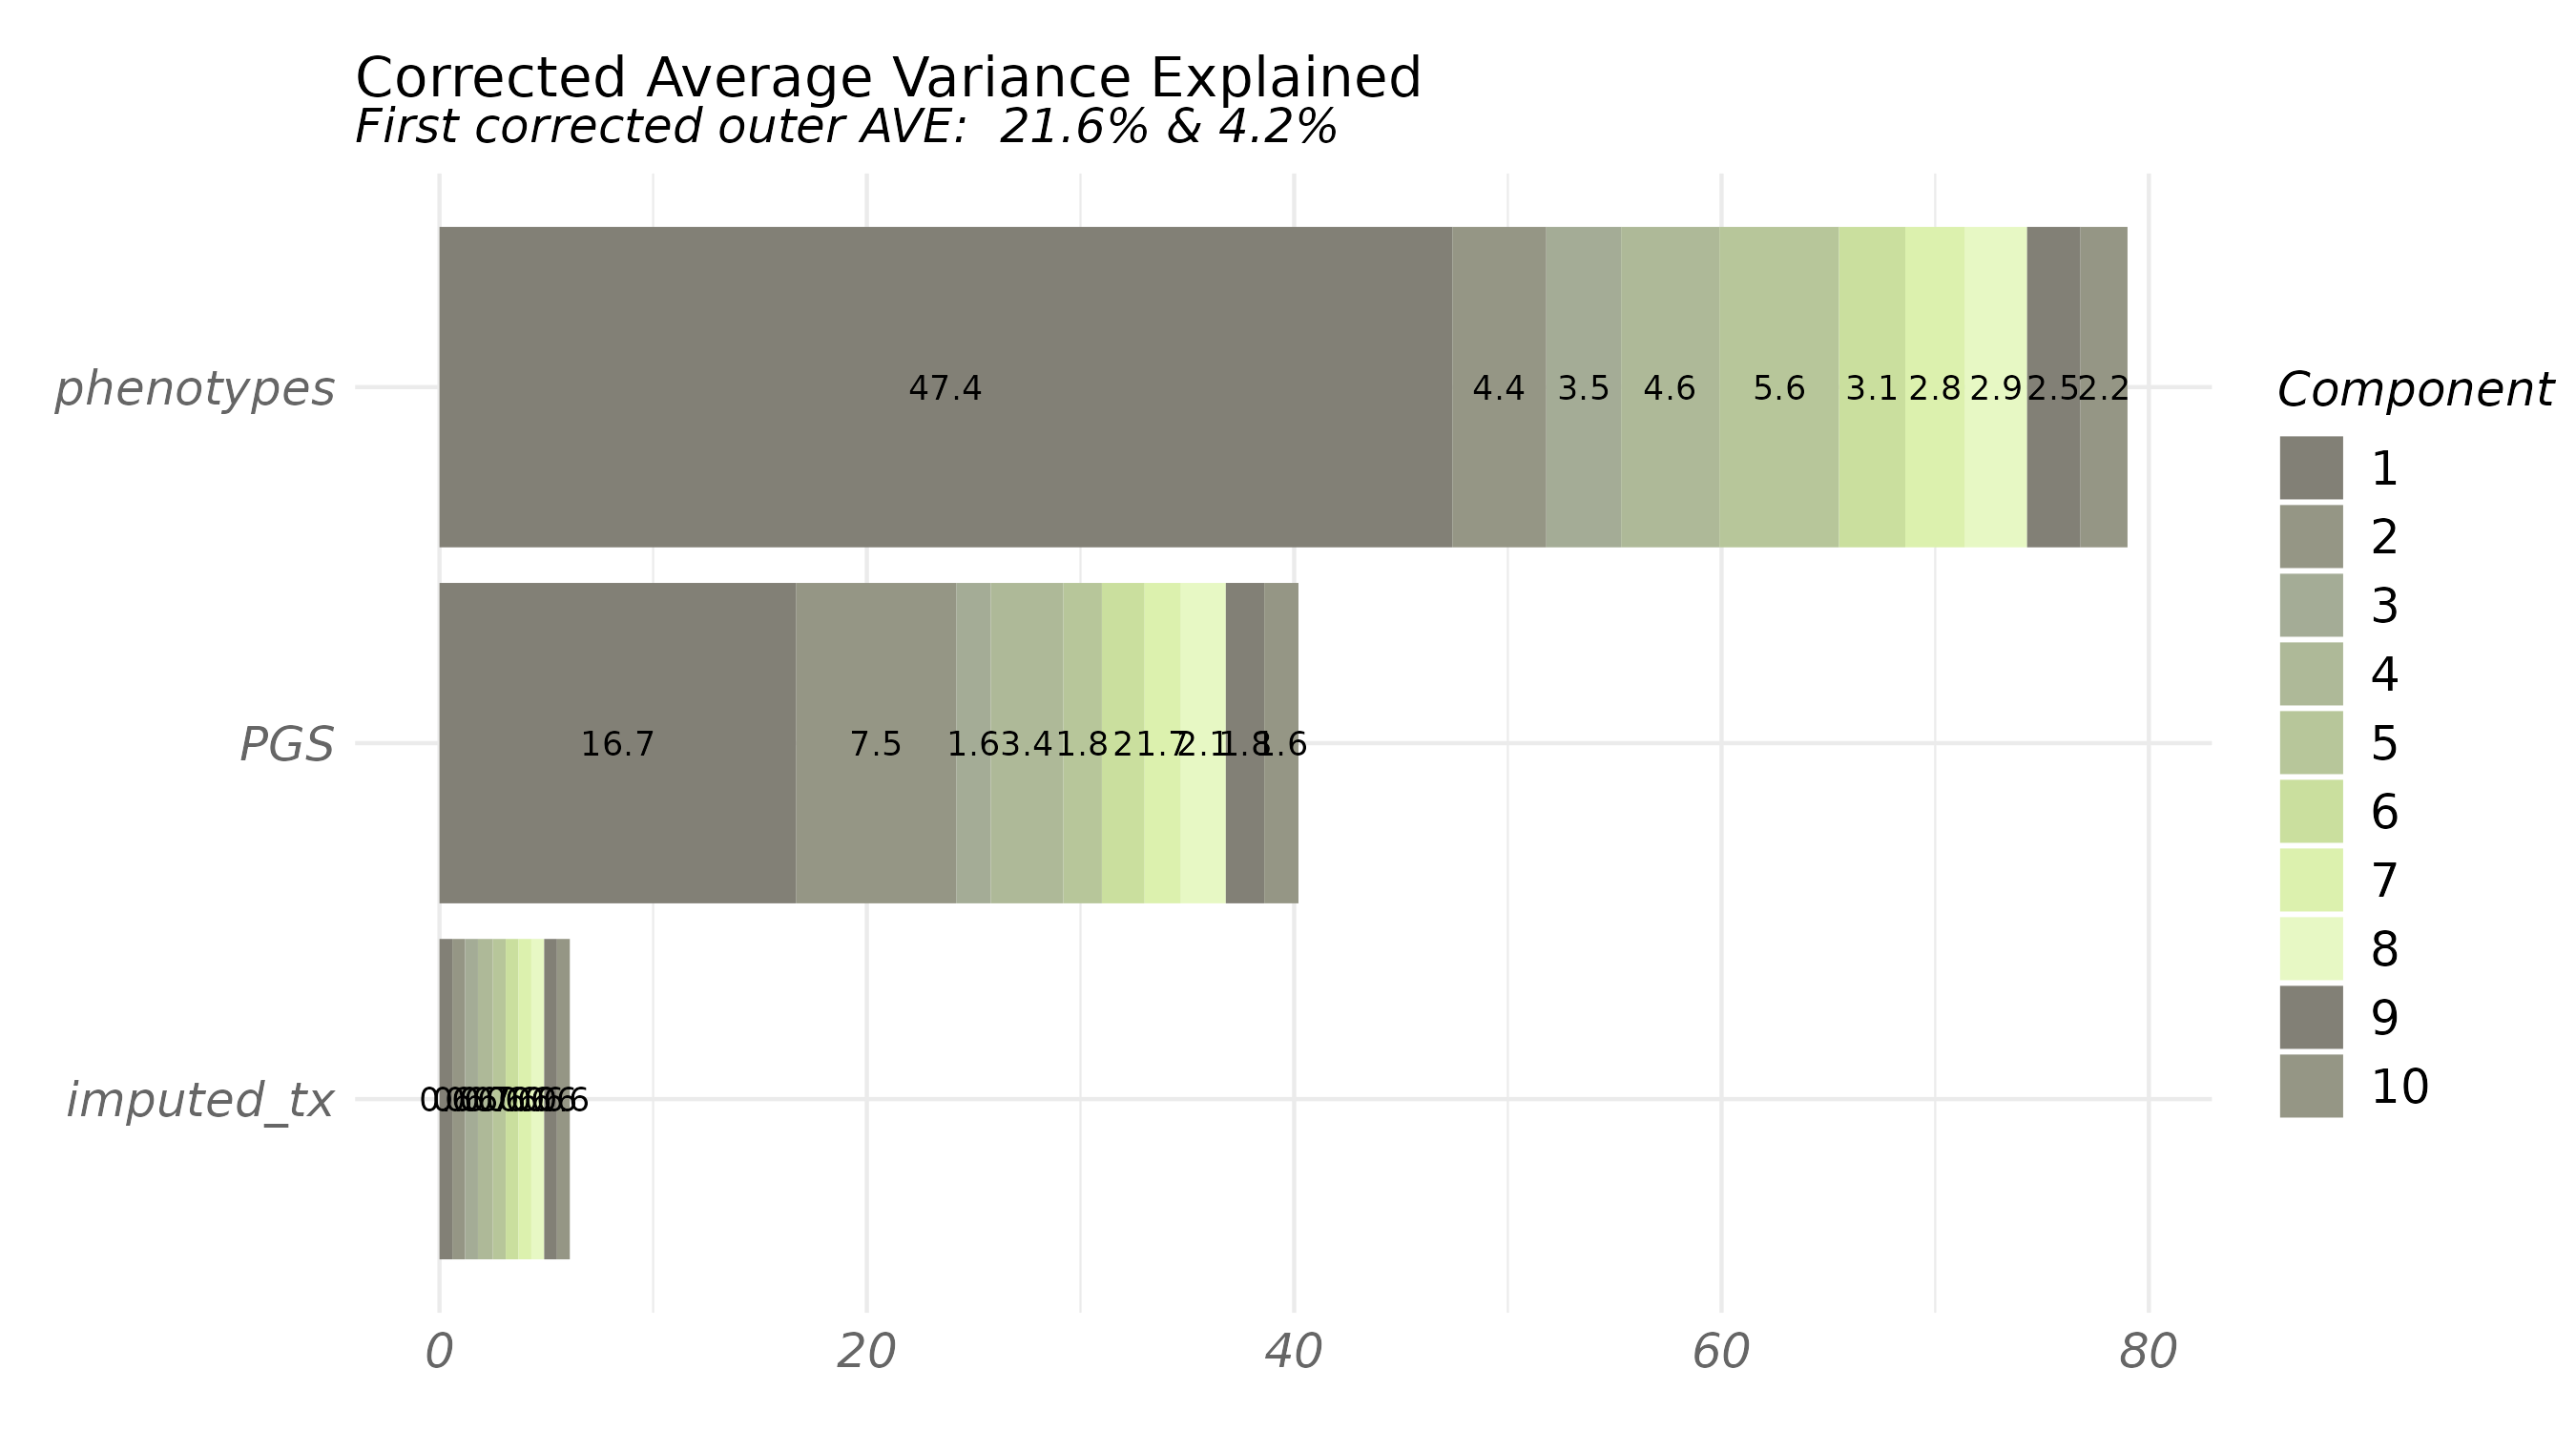 Corrected Average Variance Explained
First corrected outer AVE:  21.6% & 4.2%
phenotypes
47.4 4.4 3.5 4.6 5.6 3.1 2.8 2.9 2.5 2.2
PGS
16.7 7.5 1.6 3.4 1.8 2 1.7 2.1 1.8 1.6
imputed_tx
0 20 40 60 80
Component
1
2
3
4
5
6
7
8
9
10